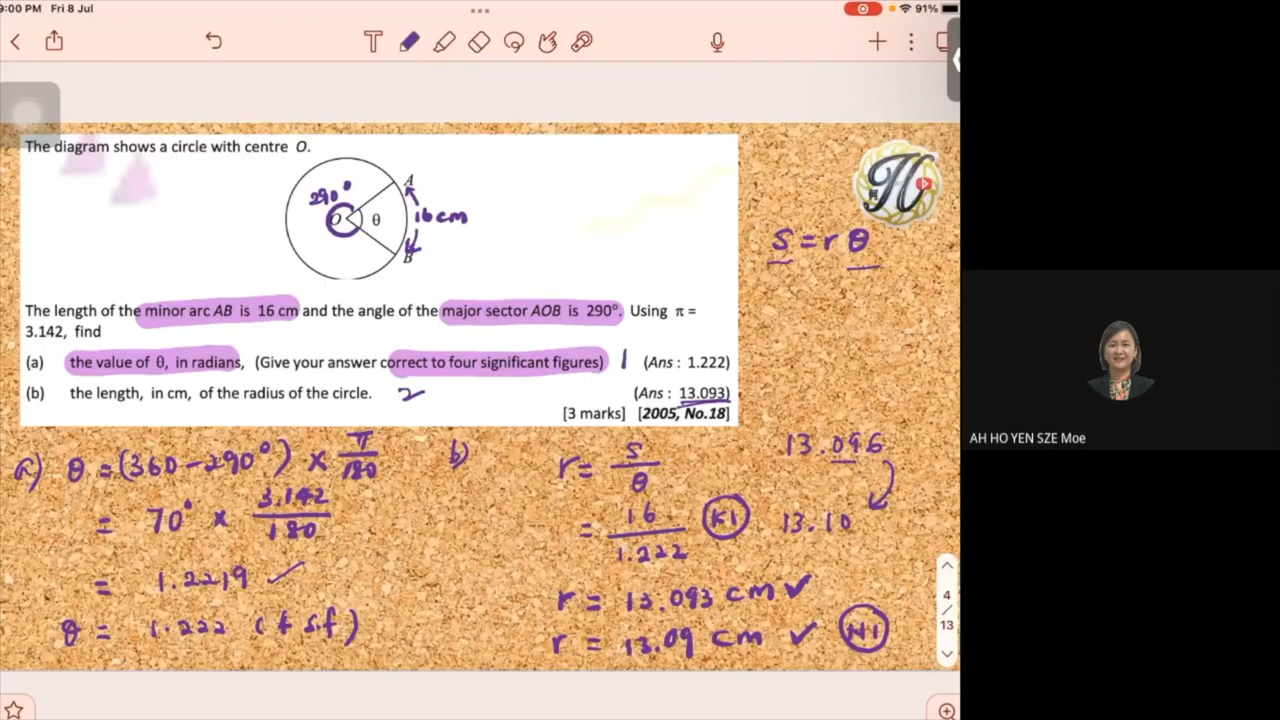 9:00 PM Fri 8 Jul
91%
The diagram shows a circle with centre O.
290°
A
O
θ
16 cm
B
S = r θ
The length of the minor arc AB is 16 cm and the angle of the major sector AOB is 290°. Using π =
3.142, find
(a) the value of θ, in radians, (Give your answer correct to four significant figures) 1 (Ans : 1.222)
(b) the length, in cm, of the radius of the circle. 2 (Ans : 13.093)
[3 marks] [2005, No.18]
a) θ = (360 - 290°) × π/180
= 70° × 3.142/180
= 1.2219 ✓
θ = 1.222 (4 s.f)
b) r = s/θ
= 16/1.222 K1
r = 13.093 cm ✓
r = 13.09 cm ✓ N1
13.096
13.10
4
/
13
AH HO YEN SZE Moe